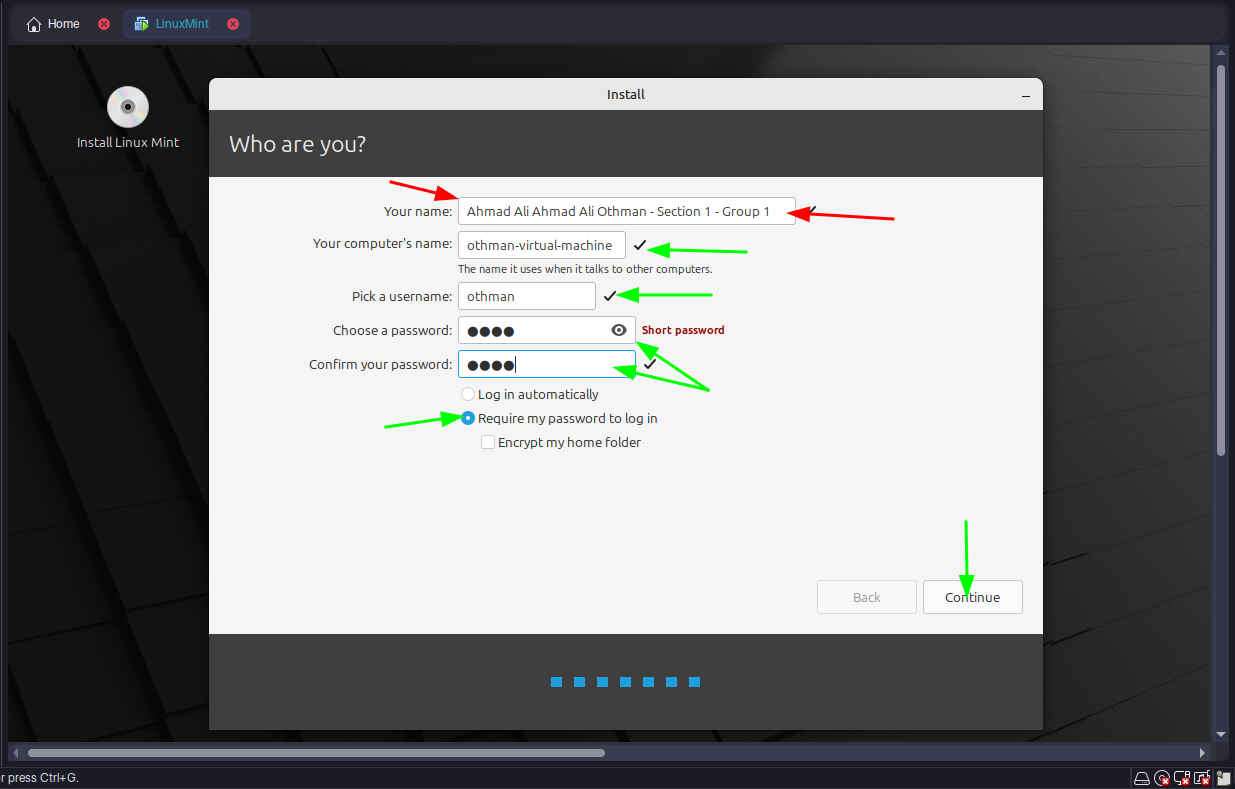 Home
LinuxMint
Install Linux Mint
Install
Who are you?
Your name: Ahmad Ali Ahmad Ali Othman - Section 1 - Group 1
Your computer's name: othman-virtual-machine
The name it uses when it talks to other computers.
Pick a username: othman
Choose a password: ●●●● Short password
Confirm your password: ●●●●
Log in automatically
Require my password to log in
Encrypt my home folder
Back Continue
r press Ctrl+G.